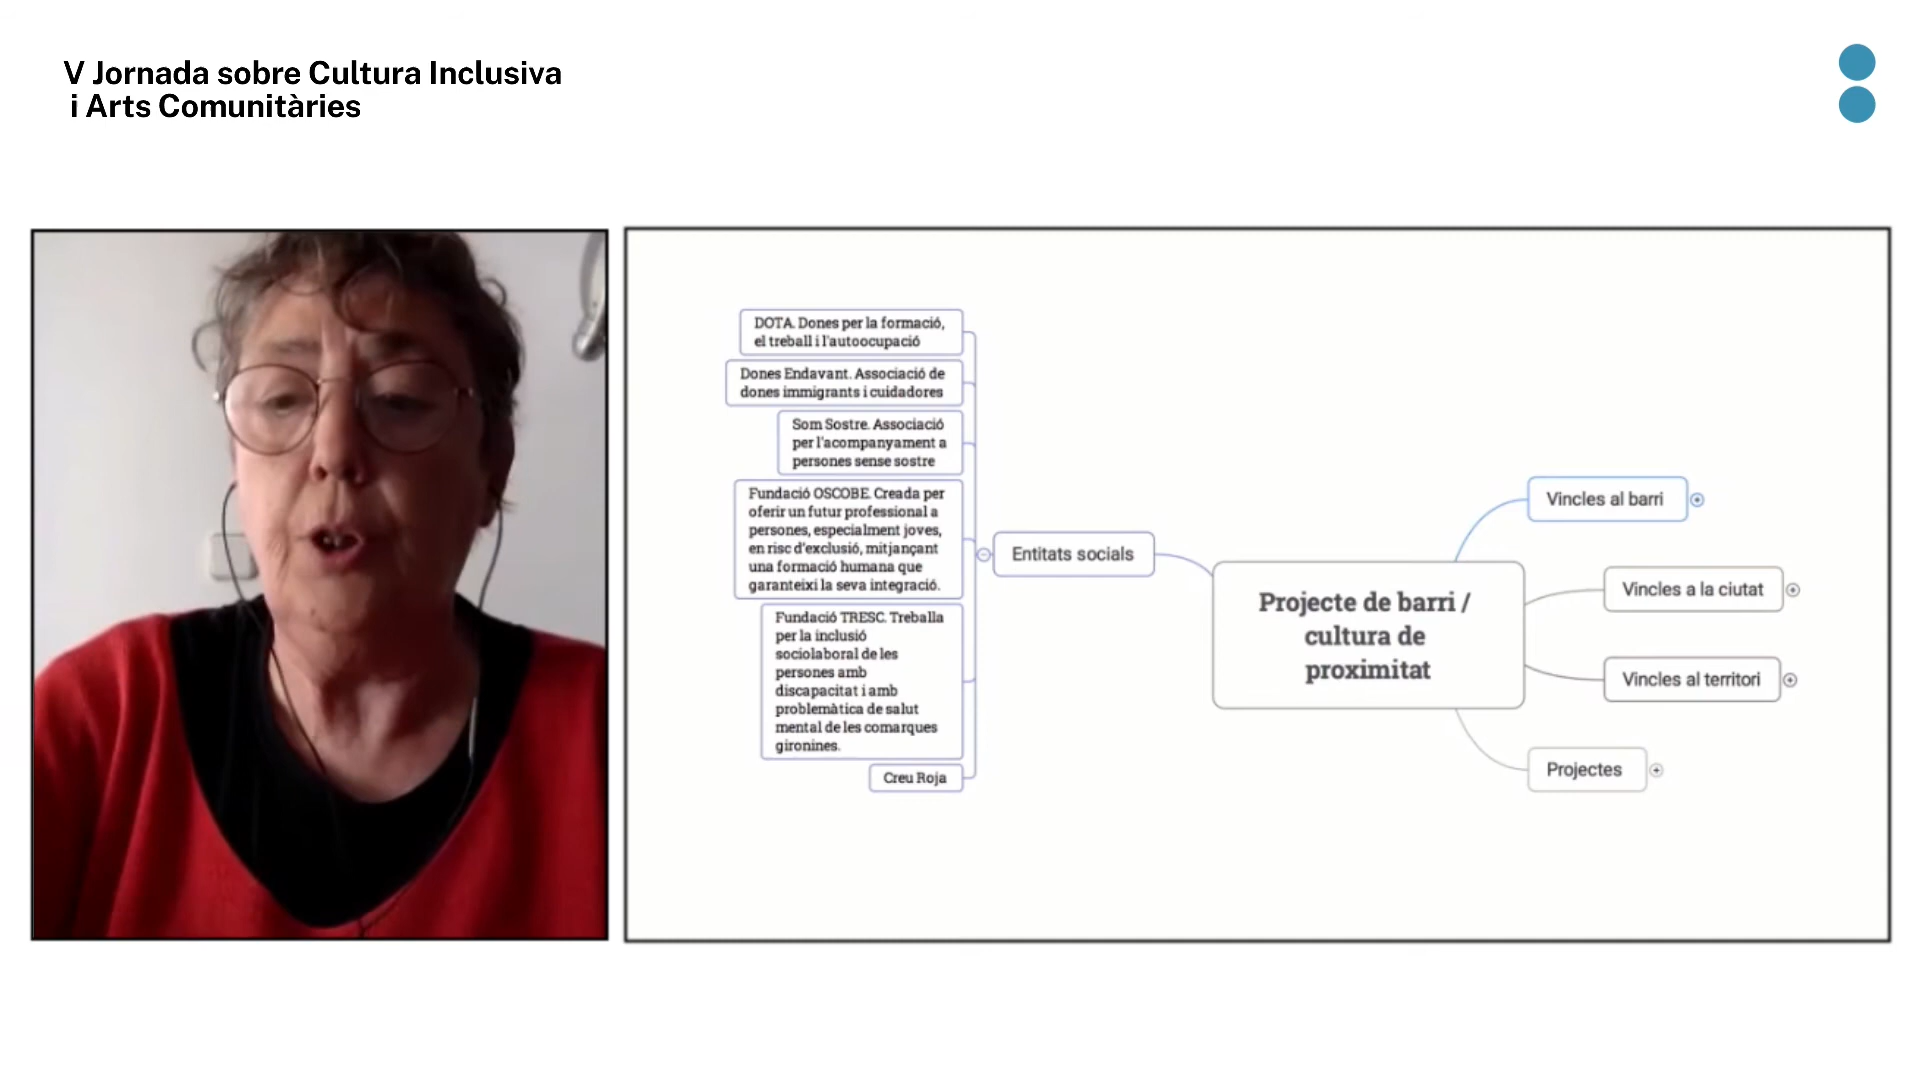 V Jornada sobre Cultura Inclusiva
i Arts Comunitàries
DOTA. Dones per la formació,
el treball i l'autoocupació
Dones Endavant. Associació de
dones immigrants i cuidadores
Som Sostre. Associació
per l'acompanyament a
persones sense sostre
Fundació OSCOBE. Creada per
oferir un futur professional a
persones, especialment joves,
en risc d'exclusió, mitjançant
una formació humana que
garanteixi la seva integració.
Fundació TRESC. Treballa
per la inclusió
sociolaboral de les
persones amb
discapacitat i amb
problemàtica de salut
mental de les comarques
gironines.
Creu Roja
Entitats socials
Projecte de barri /
cultura de
proximitat
Vincles al barri
Vincles a la ciutat
Vincles al territori
Projectes